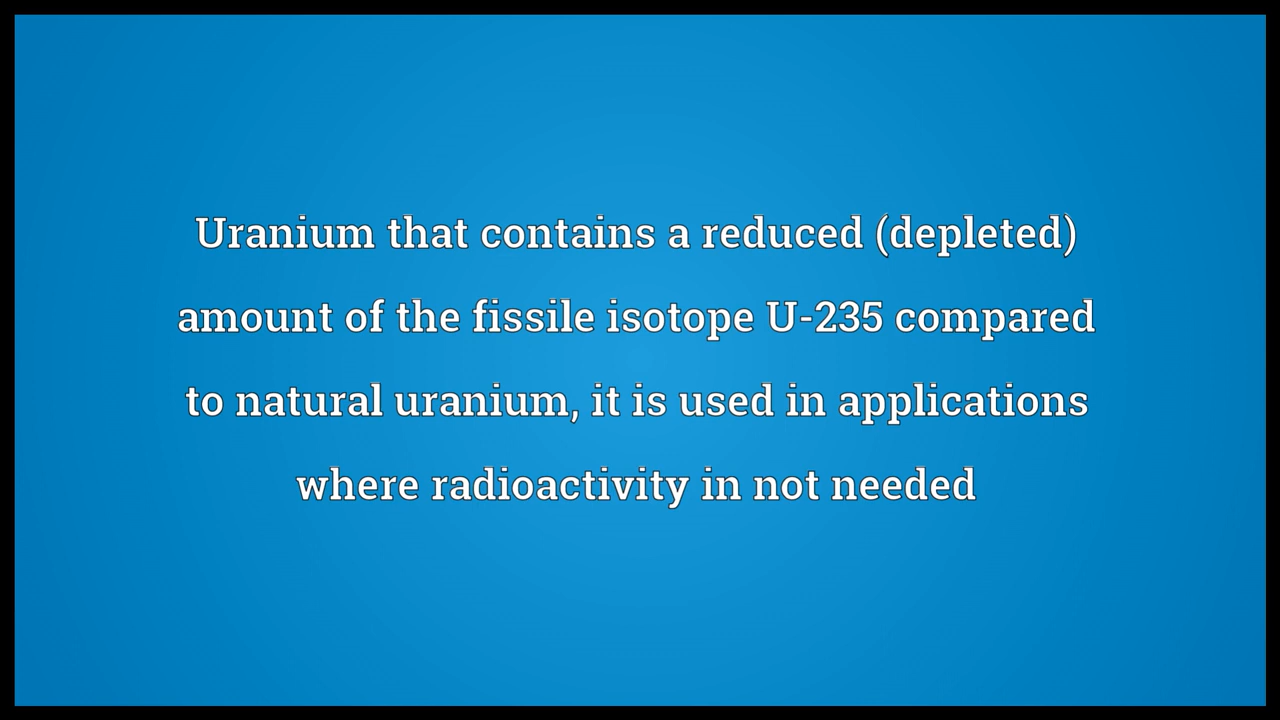 Uranium that contains a reduced (depleted)
amount of the fissile isotope U-235 compared
to natural uranium, it is used in applications
where radioactivity in not needed